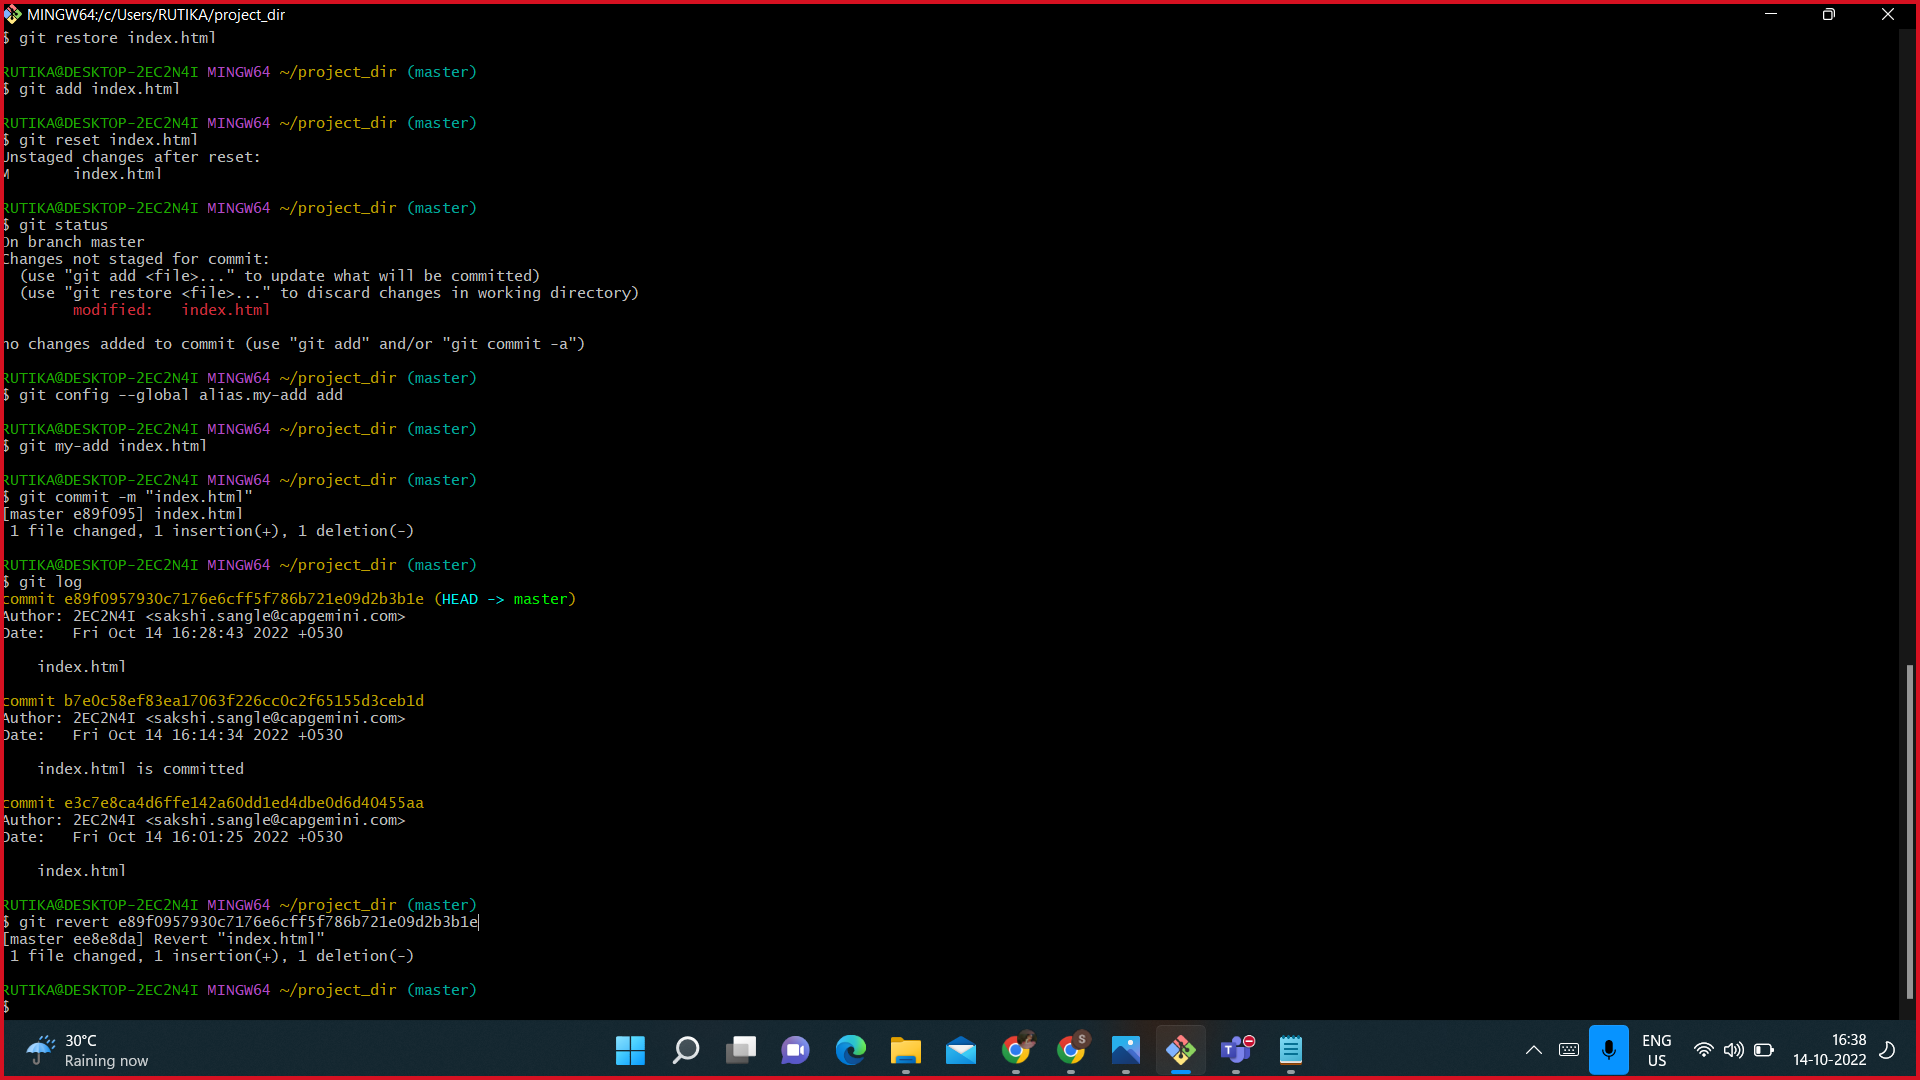 MINGW64:/c/Users/RUTIKA/project_dir
$ git restore index.html
RUTIKA@DESKTOP-2EC2N4I MINGW64 ~/project_dir (master)
$ git add index.html
RUTIKA@DESKTOP-2EC2N4I MINGW64 ~/project_dir (master)
$ git reset index.html
Unstaged changes after reset:
M       index.html
RUTIKA@DESKTOP-2EC2N4I MINGW64 ~/project_dir (master)
$ git status
On branch master
Changes not staged for commit:
  (use "git add <file>..." to update what will be committed)
  (use "git restore <file>..." to discard changes in working directory)
        modified:   index.html
no changes added to commit (use "git add" and/or "git commit -a")
RUTIKA@DESKTOP-2EC2N4I MINGW64 ~/project_dir (master)
$ git config --global alias.my-add add
RUTIKA@DESKTOP-2EC2N4I MINGW64 ~/project_dir (master)
$ git my-add index.html
RUTIKA@DESKTOP-2EC2N4I MINGW64 ~/project_dir (master)
$ git commit -m "index.html"
[master e89f095] index.html
 1 file changed, 1 insertion(+), 1 deletion(-)
RUTIKA@DESKTOP-2EC2N4I MINGW64 ~/project_dir (master)
$ git log
commit e89f0957930c7176e6cff5f786b721e09d2b3b1e (HEAD -> master)
Author: 2EC2N4I <sakshi.sangle@capgemini.com>
Date:   Fri Oct 14 16:28:43 2022 +0530
    index.html
commit b7e0c58ef83ea17063f226cc0c2f65155d3ceb1d
Author: 2EC2N4I <sakshi.sangle@capgemini.com>
Date:   Fri Oct 14 16:14:34 2022 +0530
    index.html is committed
commit e3c7e8ca4d6ffe142a60dd1ed4dbe0d6d40455aa
Author: 2EC2N4I <sakshi.sangle@capgemini.com>
Date:   Fri Oct 14 16:01:25 2022 +0530
    index.html
RUTIKA@DESKTOP-2EC2N4I MINGW64 ~/project_dir (master)
$ git revert e89f0957930c7176e6cff5f786b721e09d2b3b1e
[master ee8e8da] Revert "index.html"
 1 file changed, 1 insertion(+), 1 deletion(-)
RUTIKA@DESKTOP-2EC2N4I MINGW64 ~/project_dir (master)
$
30°C
Raining now
S
T
ENG
US
16:38
14-10-2022